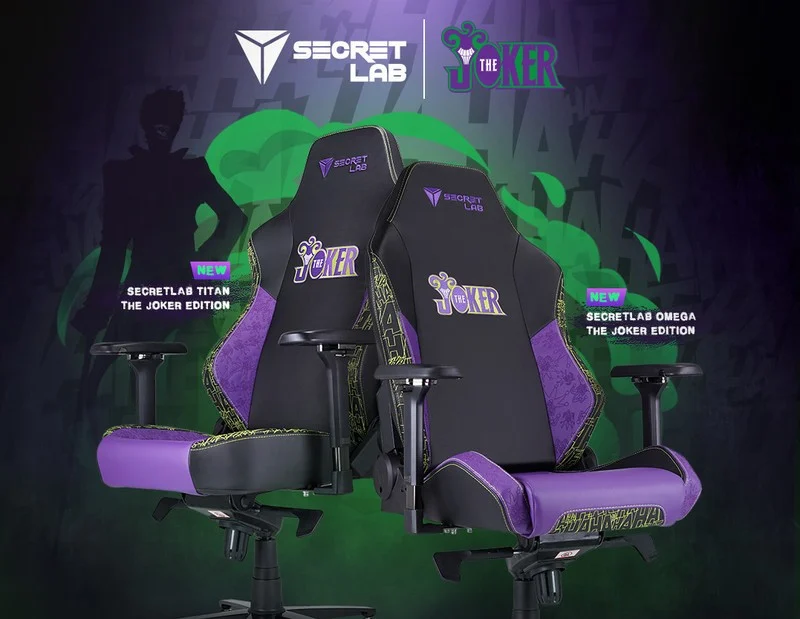 SECRET
LAB
THE JOKER
SECRET
LAB
THE JOKER
SECRET
LAB
THE JOKER
NEW
SECRETLAB TITAN
THE JOKER EDITION
NEW
SECRETLAB OMEGA
THE JOKER EDITION
HAHAHAHA